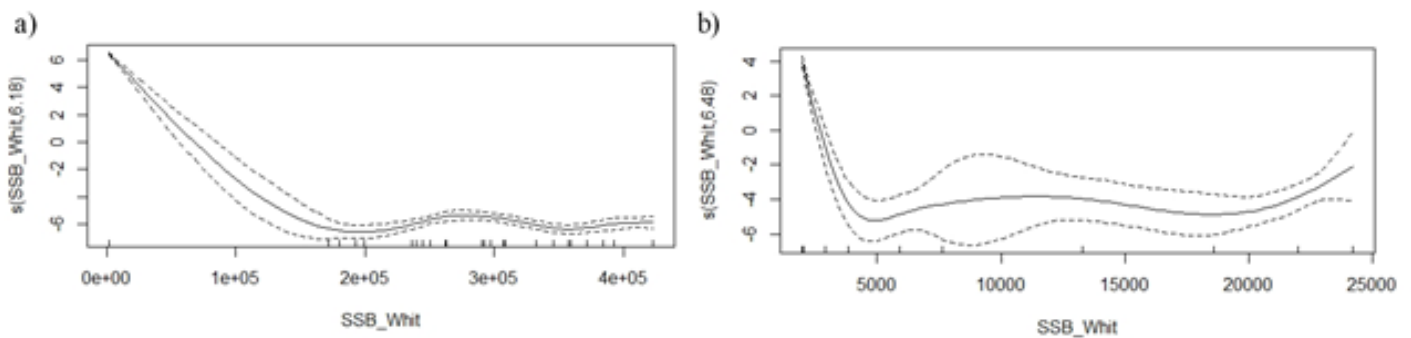 a)
s(SSB_Whit,6.18)
6
4
2
0
-2
-6
0e+00 1e+05 2e+05 3e+05 4e+05
SSB_Whit
b)
s(SSB_Whit,6.48)
4
2
0
-2
-4
-6
5000 10000 15000 20000 25000
SSB_Whit